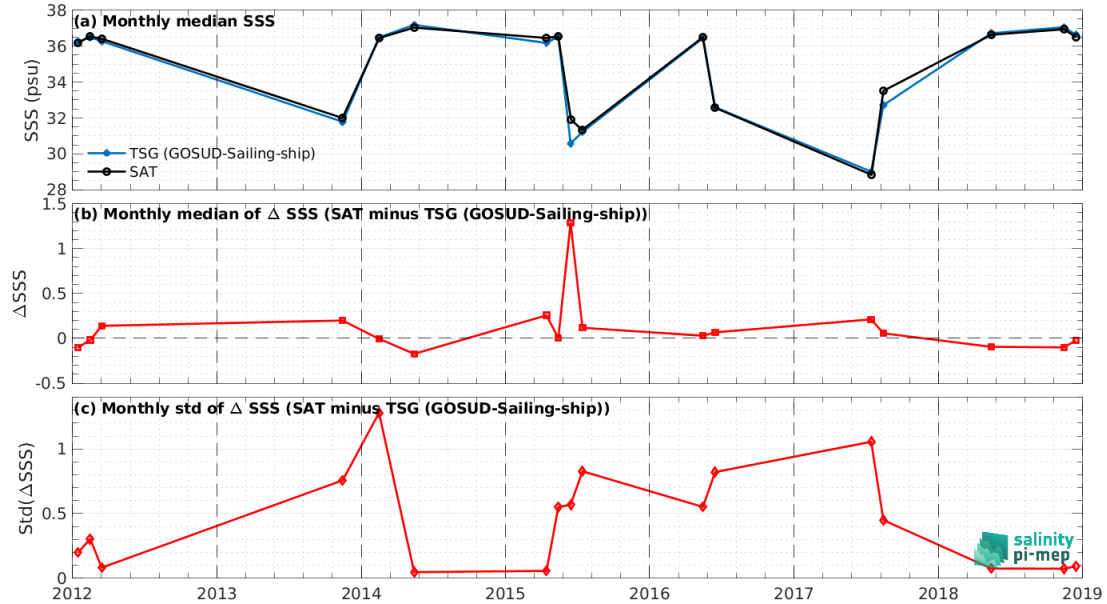 (a) Monthly median SSS
SSS (psu)
38
36
34
32
30
28
TSG (GOSUD-Sailing-ship)
SAT
(b) Monthly median of Δ SSS (SAT minus TSG (GOSUD-Sailing-ship))
ΔSSS
1.5
1
0.5
0
-0.5
(c) Monthly std of Δ SSS (SAT minus TSG (GOSUD-Sailing-ship))
Std(ΔSSS)
1
0.5
0
salinity
pi-mep
2012 2013 2014 2015 2016 2017 2018 2019